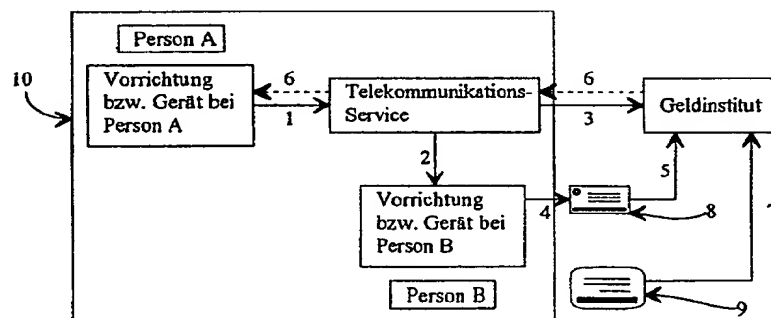 Person A
10
Vorrichtung
bzw. Gerät bei
Person A
6
1
Telekommunikations-
Service
6
3
Geldinstitut
2
5
Vorrichtung
bzw. Gerät bei
Person B
4
8
Person B
9